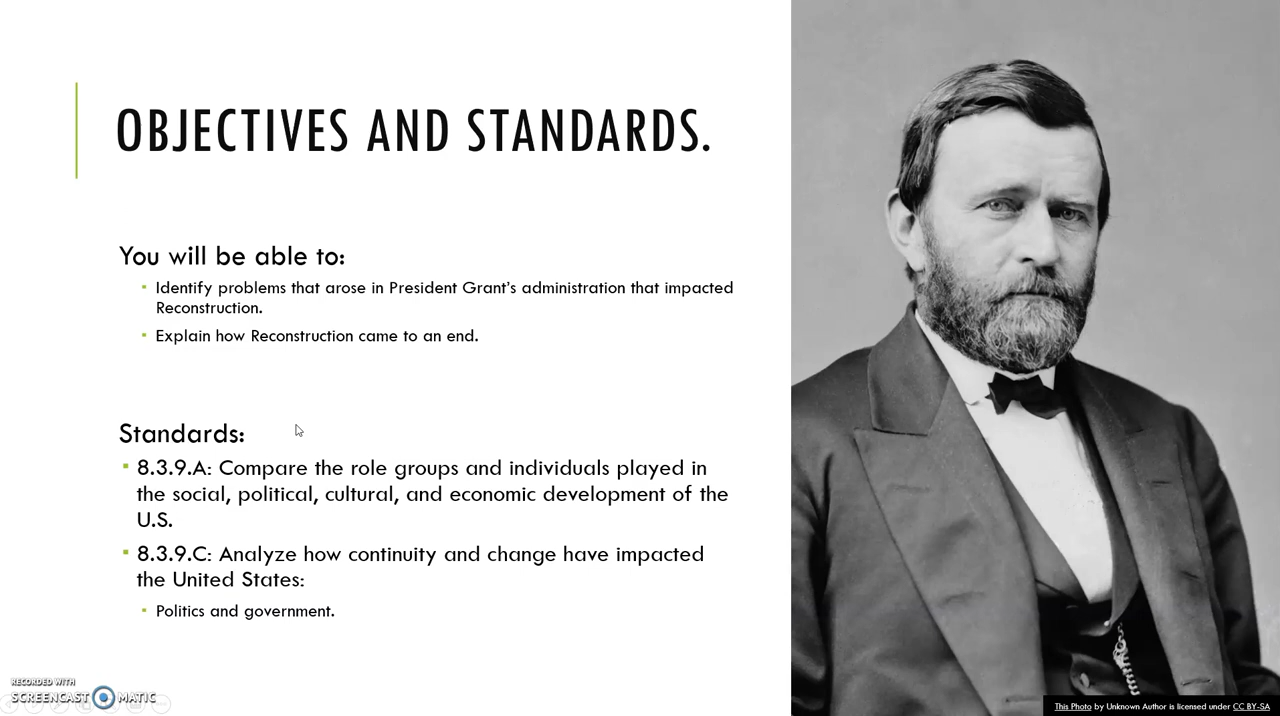 OBJECTIVES AND STANDARDS.
You will be able to:
Identify problems that arose in President Grant's administration that impacted
Reconstruction.
Explain how Reconstruction came to an end.
Standards:
8.3.9.A: Compare the role groups and individuals played in
the social, political, cultural, and economic development of the
U.S.
8.3.9.C: Analyze how continuity and change have impacted
the United States:
Politics and government.
RECORDED WITH
SCREENCAST MATIC
This Photo by Unknown Author is licensed under CC BY-SA